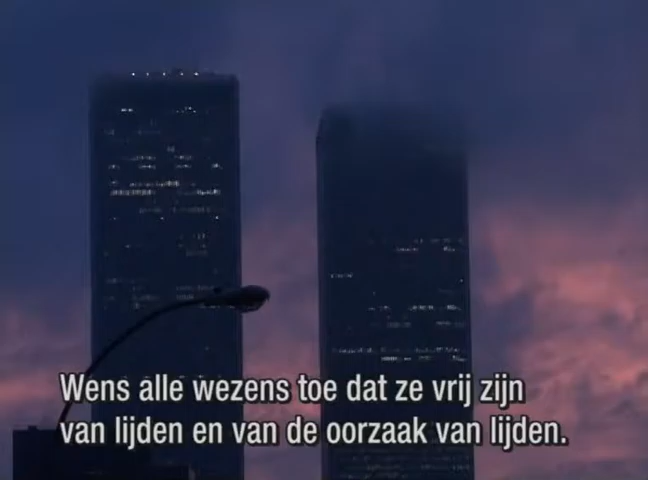 Wens alle wezens toe dat ze vrij zijn
van lijden en van de oorzaak van lijden.